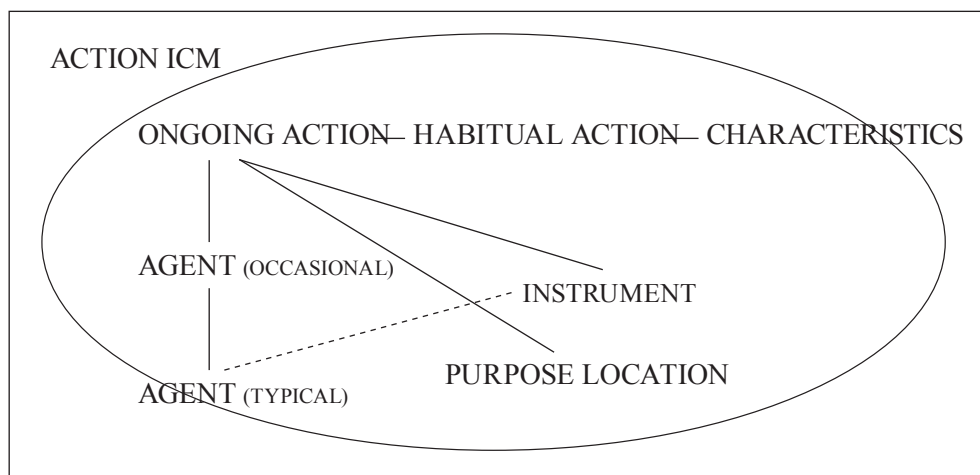 ACTION ICM
ONGOING ACTION — HABITUAL ACTION — CHARACTERISTICS
AGENT (OCCASIONAL)
INSTRUMENT
PURPOSE LOCATION
AGENT (TYPICAL)